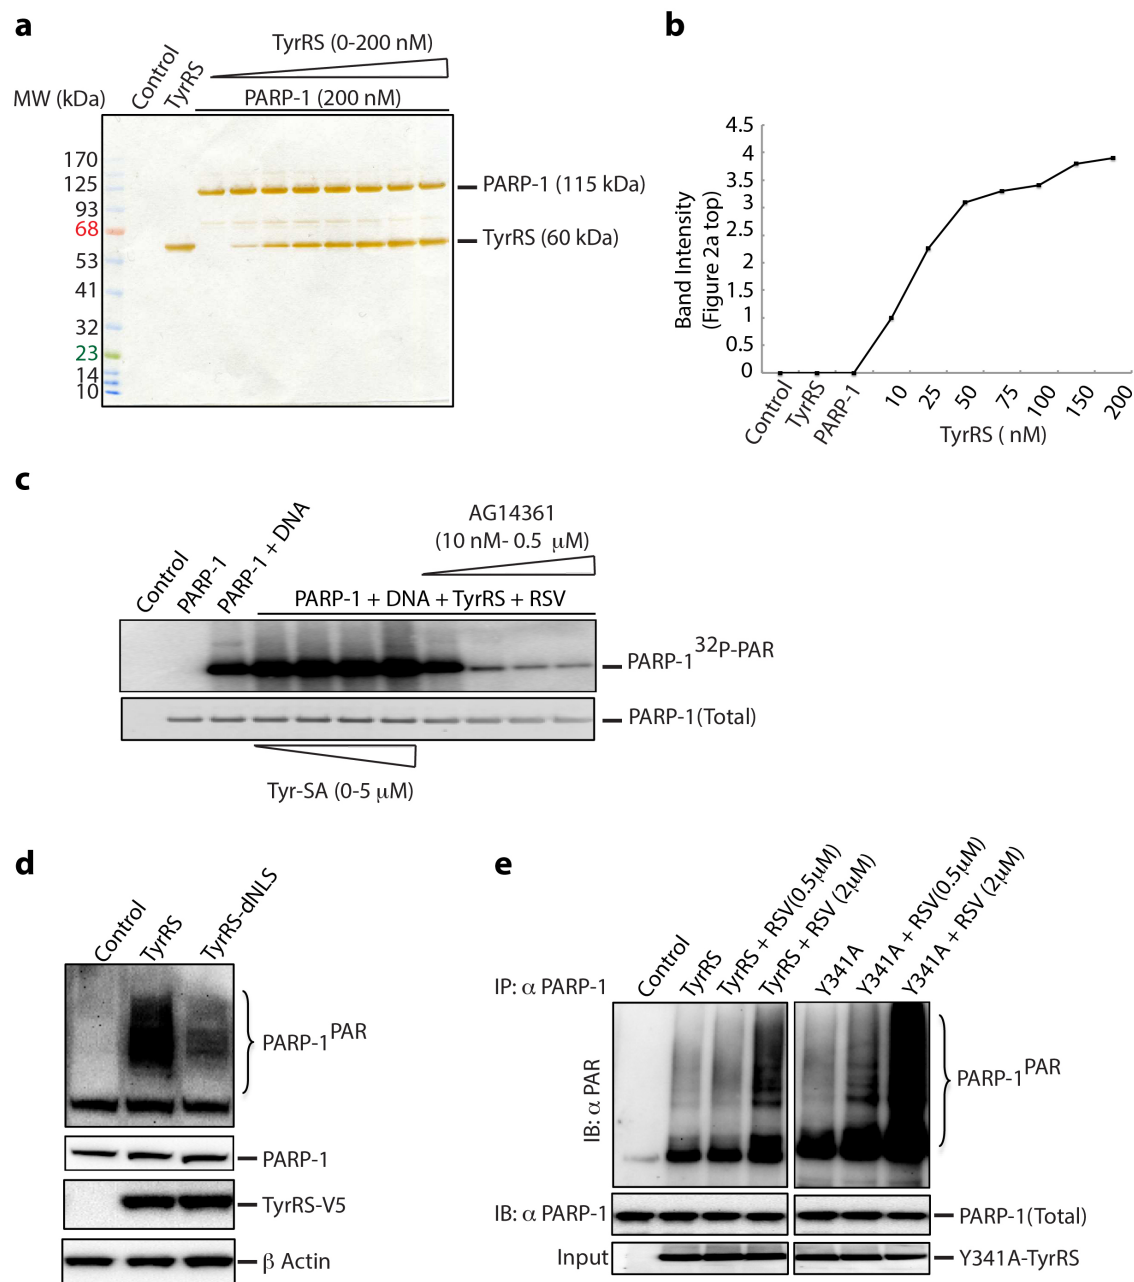 a
TyrRS (0-200 nM)
Control
TyrRS
MW (kDa)
PARP-1 (200 nM)
170
125
93
68
53
41
32
23
14
10
PARP-1 (115 kDa)
TyrRS (60 kDa)
b
Band Intensity
(Figure 2a top)
4.5
4
3.5
3
2.5
2
1.5
1
0.5
0
Control
TyrRS
PARP-1
10
25
50
75
100
150
200
TyrRS ( nM)
c
AG14361
(10 nM- 0.5 μM)
Control
PARP-1
PARP-1 + DNA
PARP-1 + DNA + TyrRS + RSV
PARP-1 32P-PAR
PARP-1(Total)
Tyr-SA (0-5 μM)
d
Control
TyrRS
TyrRS-dNLS
PARP-1 PAR
PARP-1
TyrRS-V5
β Actin
e
IP: α PARP-1
Control
TyrRS
TyrRS + RSV(0.5μM)
TyrRS + RSV (2μM)
Y341A
Y341A + RSV(0.5μM)
Y341A + RSV (2μM)
IB: α PAR
PARP-1 PAR
IB: α PARP-1
PARP-1(Total)
Input
Y341A-TyrRS